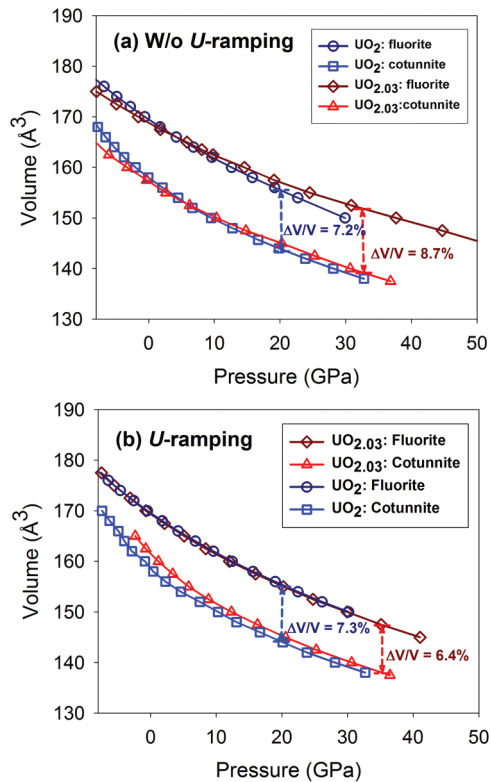 (a) W/o U-ramping
UO2: fluorite
UO2: cotunnite
UO2.03: fluorite
UO2.03:cotunnite
190
180
170
160
150
140
130
Volume (Å3)
ΔV/V = 7.2%
ΔV/V = 8.7%
0 10 20 30 40 50
Pressure (GPa)
(b) U-ramping
UO2.03: Fluorite
UO2.03: Cotunnite
UO2: Fluorite
UO2: Cotunnite
190
180
170
160
150
140
130
Volume (Å3)
ΔV/V = 7.3%
ΔV/V = 6.4%
0 10 20 30 40 50
Pressure (GPa)